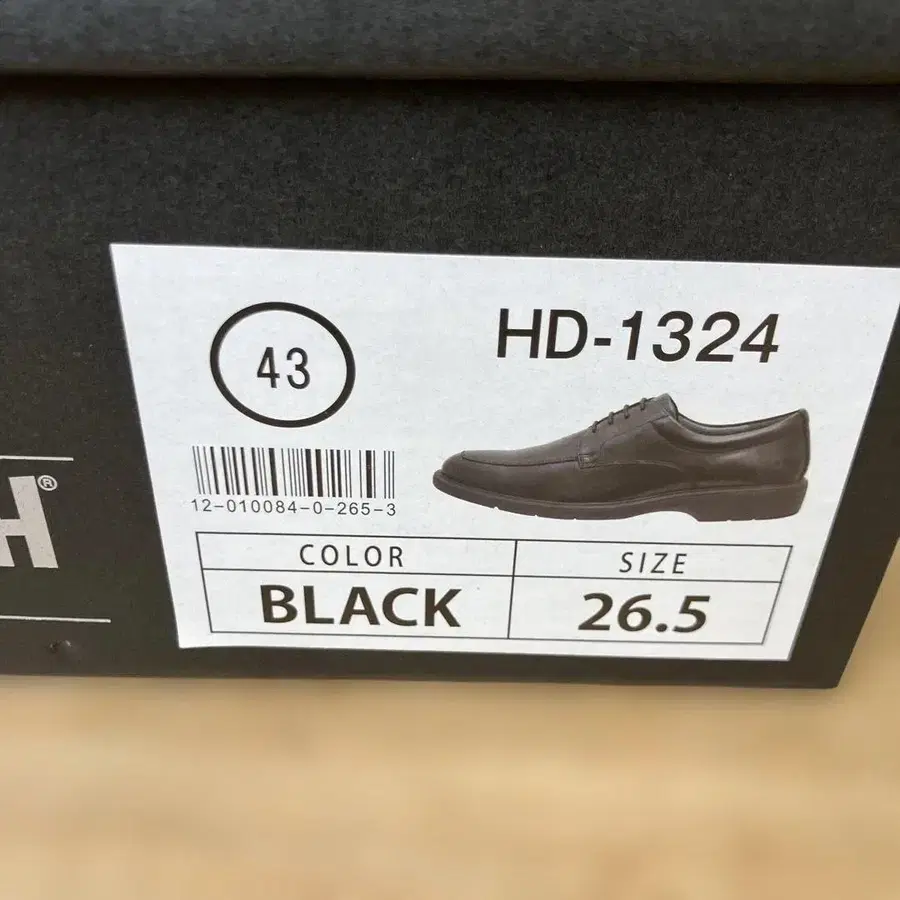 HD-1324
43
12-010084-0-265-3
H®
COLOR SIZE
BLACK 26.5